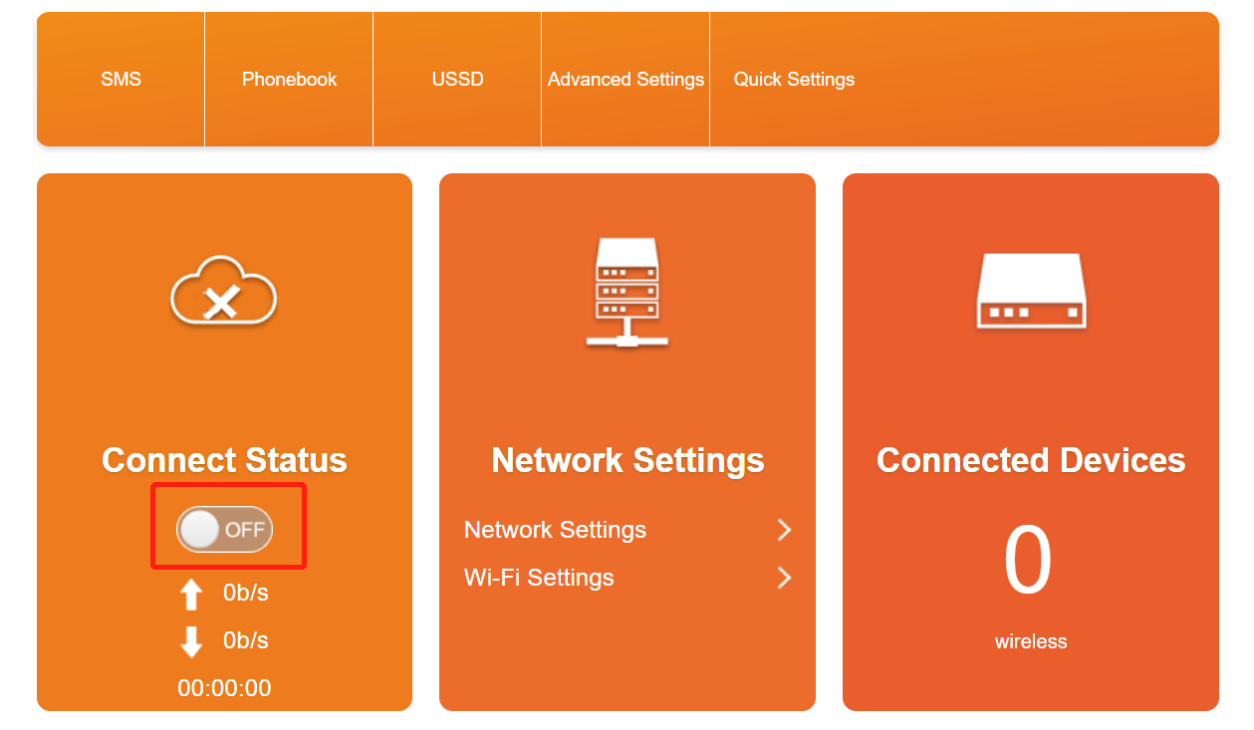 SMS
Phonebook
USSD
Advanced Settings
Quick Settings
Connect Status
OFF
0b/s
0b/s
00:00:00
Network Settings
Network Settings
Wi-Fi Settings
Connected Devices
0
wireless